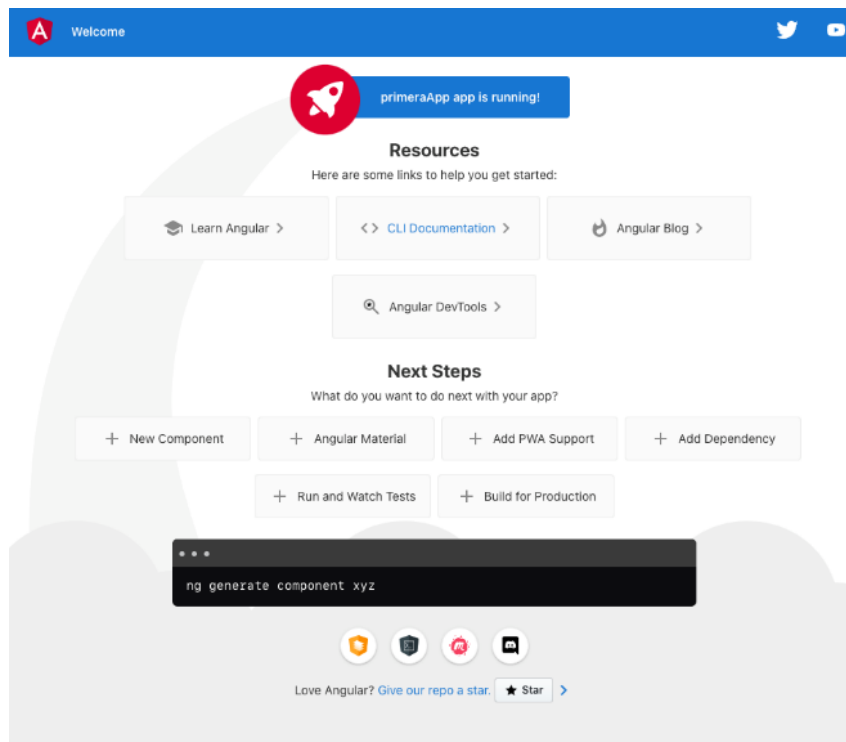 Welcome
primeraApp app is running!
Resources
Here are some links to help you get started:
Learn Angular
CLI Documentation
Angular Blog
Angular DevTools
Next Steps
What do you want to do next with your app?
New Component
Angular Material
Add PWA Support
Add Dependency
Run and Watch Tests
Build for Production
ng generate component xyz
Love Angular? Give our repo a star. Star